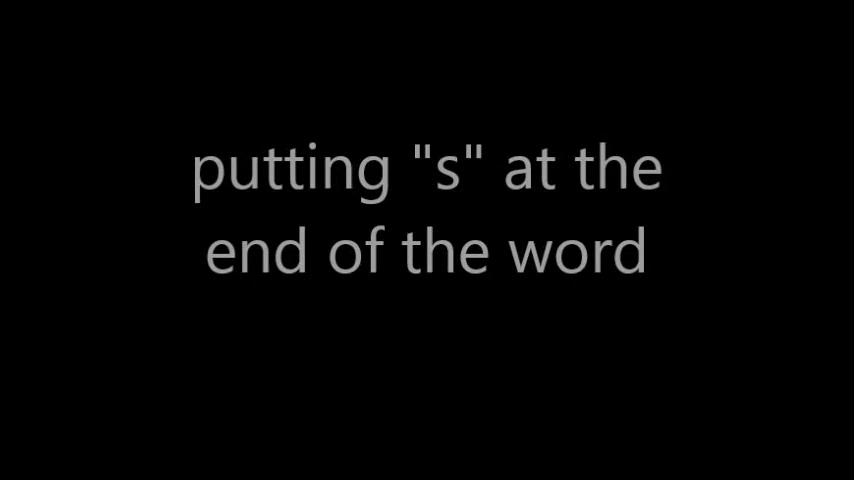 putting "s" at the
end of the word